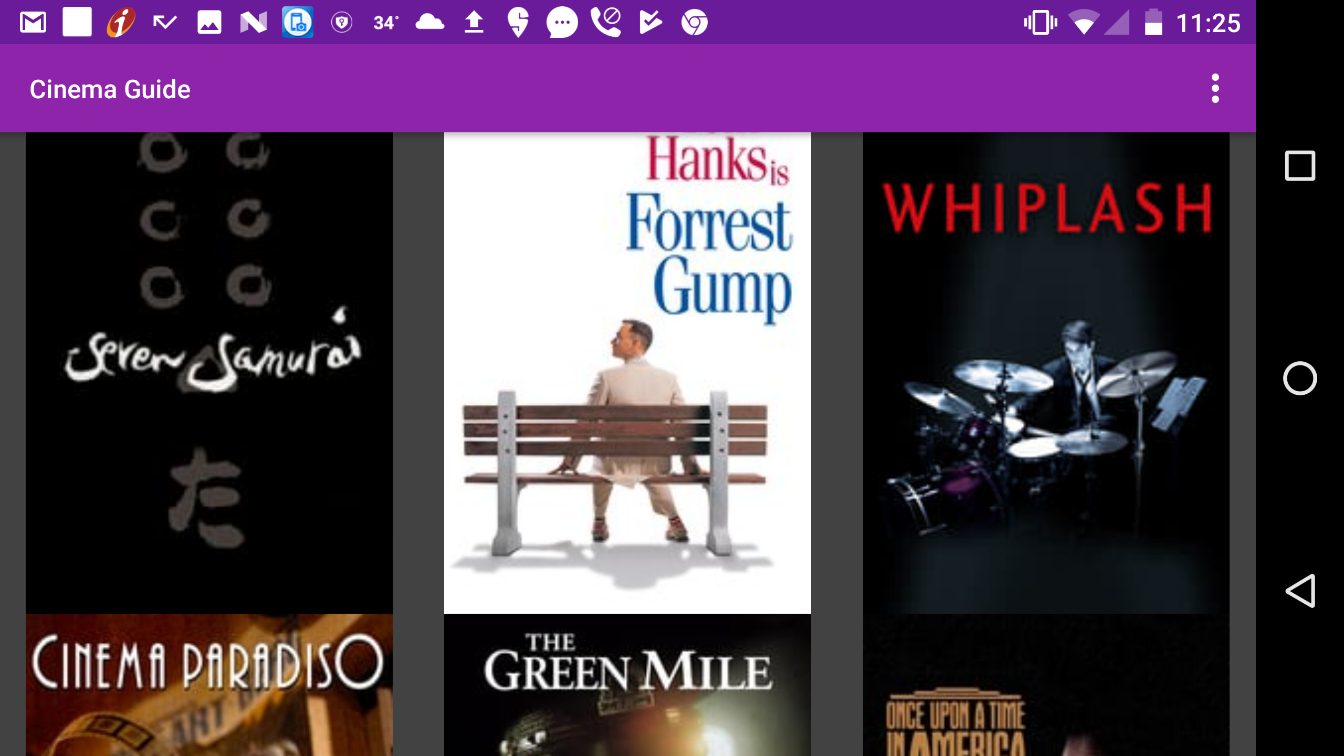 34°
11:25
Cinema Guide
Seven Samurai
た
Hanks is
Forrest
Gump
WHIPLASH
CINEMA PARADISO
THE
GREEN MILE
ONCE UPON A TIME
IN AMERICA